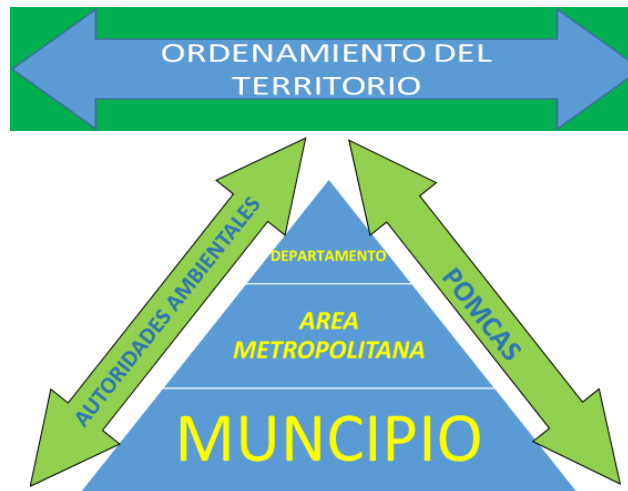 ORDENAMIENTO DEL
TERRITORIO
AUTORIDADES AMBIENTALES
POMCAS
DEPARTAMENTO
AREA
METROPOLITANA
MUNCIPIO